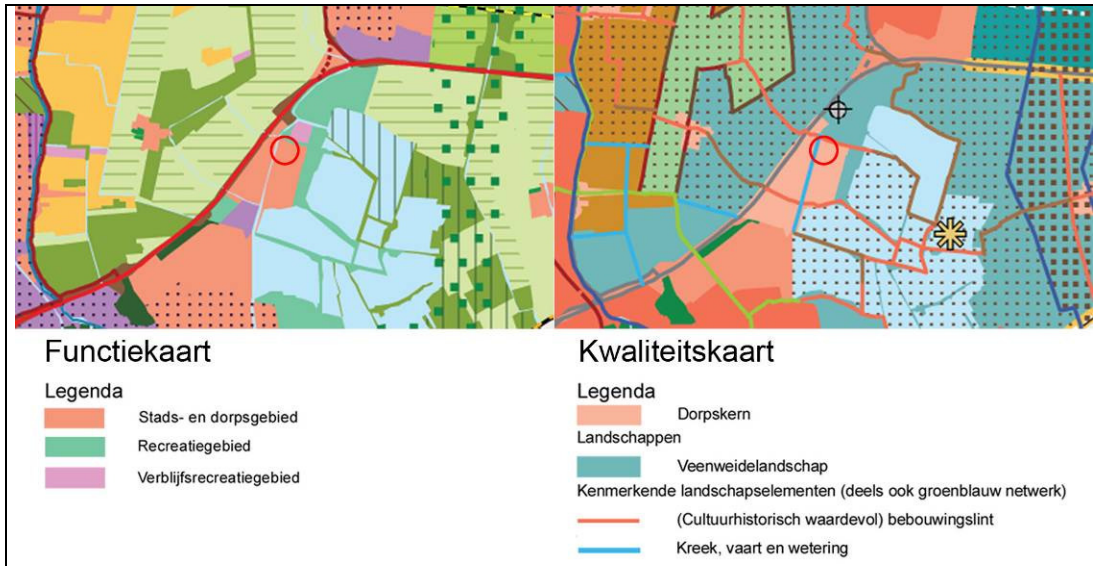 Functiekaart
Legenda
Stads- en dorpsgebied
Recreatiegebied
Verblijfsrecreatiegebied
Kwaliteitskaart
Legenda
Dorpskern
Landschappen
Veenweidelandschap
Kenmerkende landschapselementen (deels ook groenblauw netwerk)
(Cultuurhistorisch waardevol) bebouwingslint
Kreek, vaart en wetering